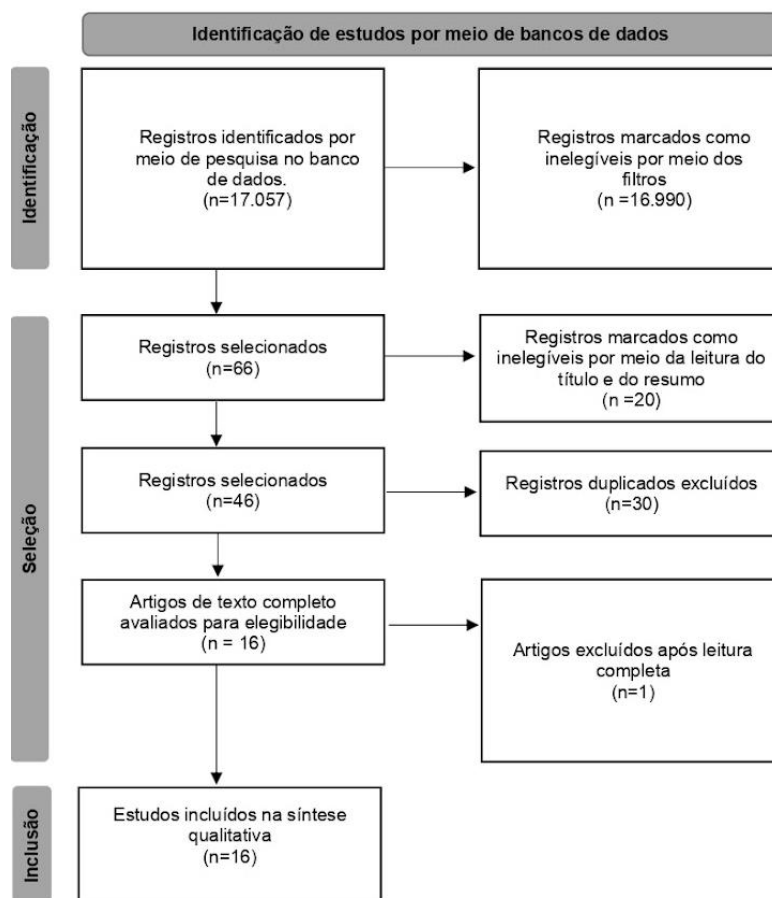 Identificação de estudos por meio de bancos de dados
Identificação
Registros identificados por
meio de pesquisa no banco
de dados.
(n=17.057)
Registros marcados como
inelegíveis por meio dos
filtros
(n =16.990)
Seleção
Registros selecionados
(n=66)
Registros marcados como
inelegíveis por meio da leitura do
título e do resumo
(n =20)
Registros selecionados
(n=46)
Registros duplicados excluídos
(n=30)
Artigos de texto completo
avaliados para elegibilidade
(n = 16)
Artigos excluídos após leitura
completa
(n=1)
Inclusão
Estudos incluídos na síntese
qualitativa
(n=16)